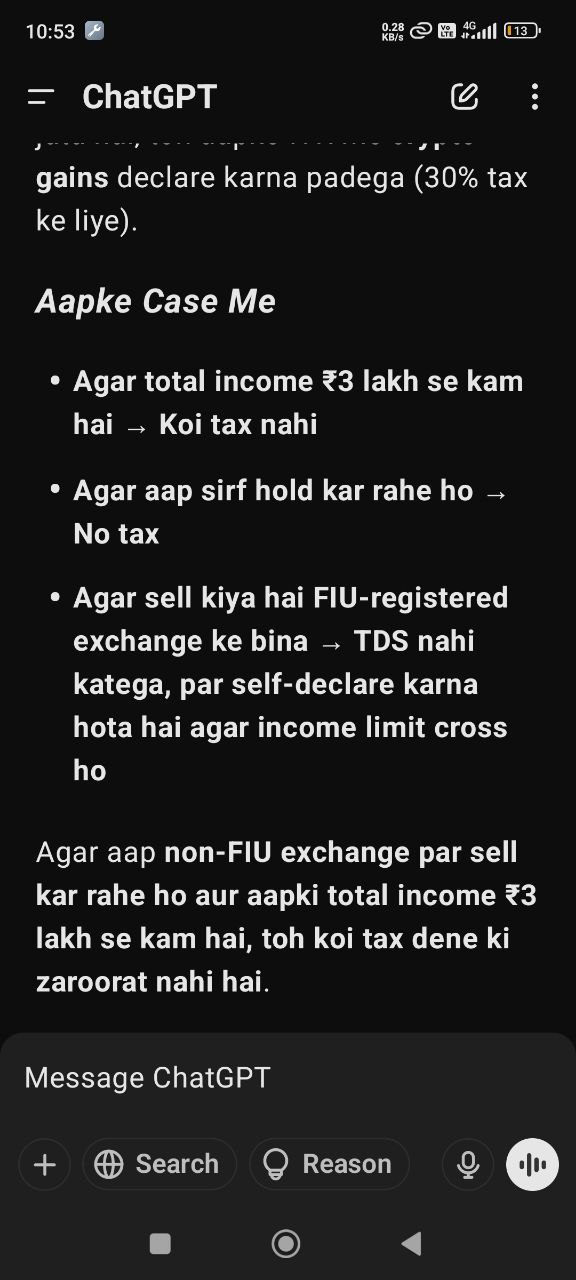 10:53
0.28
KB/s
Vo
LTE
4G
13
ChatGPT
gains declare karna padega (30% tax
ke liye).
Aapke Case Me
• Agar total income ₹3 lakh se kam
hai → Koi tax nahi
• Agar aap sirf hold kar rahe ho →
No tax
• Agar sell kiya hai FIU-registered
exchange ke bina → TDS nahi
katega, par self-declare karna
hota hai agar income limit cross
ho
Agar aap non-FIU exchange par sell
kar rahe ho aur aapki total income ₹3
lakh se kam hai, toh koi tax dene ki
zaroorat nahi hai.
Message ChatGPT
Search
Reason